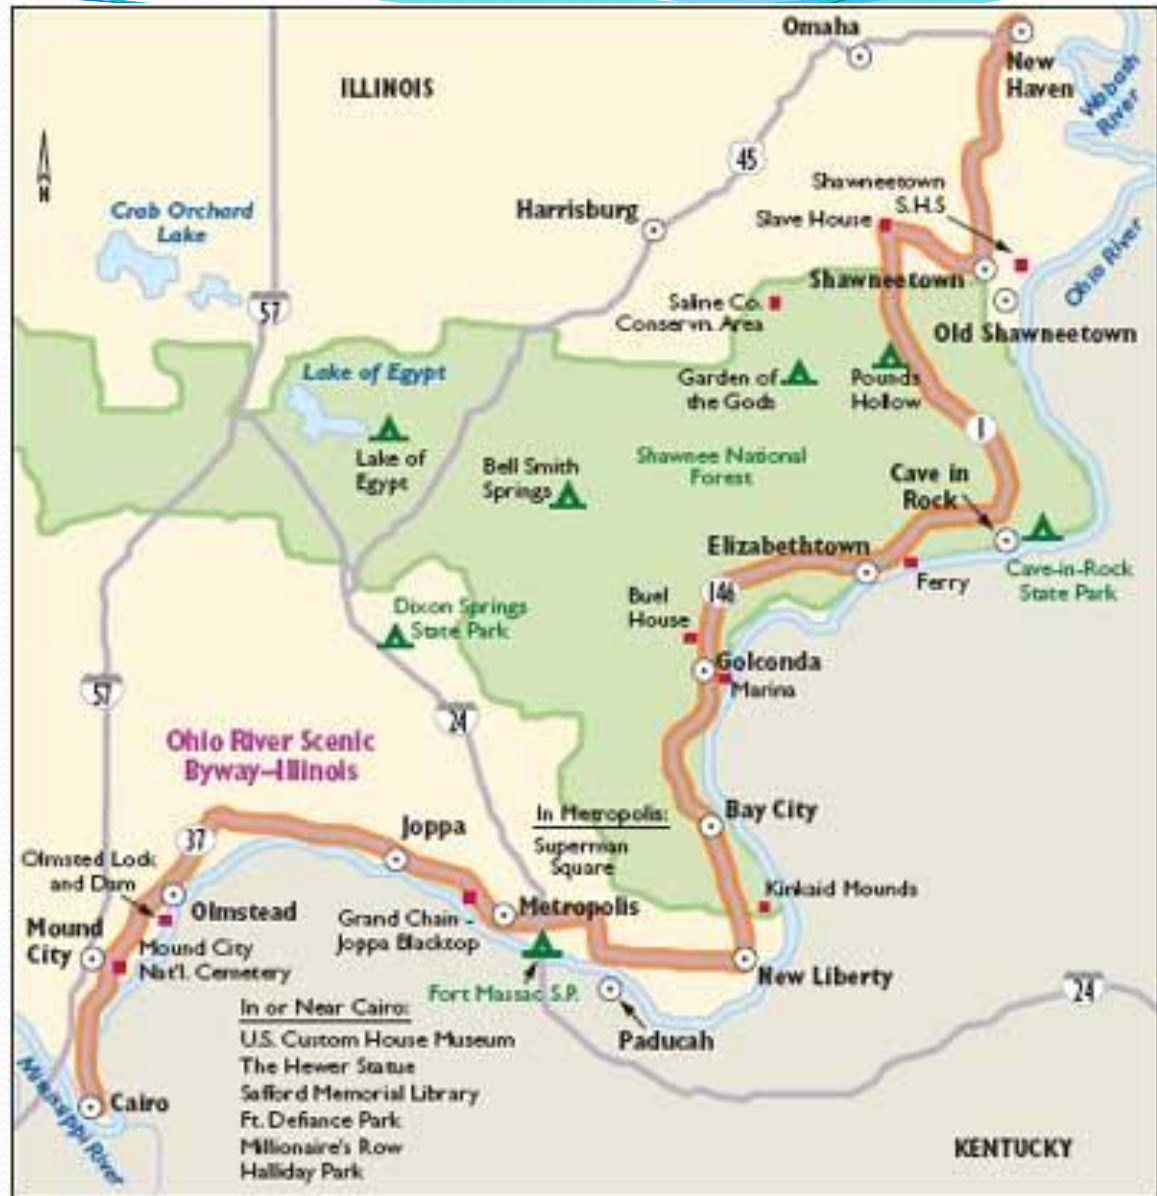 Omaha
New
Haven
ILLINOIS
Wabash
River
45
N
Shawneetown
S.H.S
Crab Orchard
Lake
Harrisburg
Slave House
Ohio River
Shawneetown
57
Saline Co.
Conservn. Area
Old Shawneetown
Lake of Egypt
Garden of
the Gods
Pounds
Hollow
1
Lake of
Egypt
Bell Smith
Springs
Shawnee National
Forest
Cave in
Rock
Elizabethtown
Ferry
Cave-in-Rock
State Park
146
Buel
House
Dixon Springs
State Park
Golconda
Marina
57
24
Ohio River Scenic
Byway–Illinois
In Metropolis:
Superman
Square
Bay City
Joppa
37
Olmsted Lock
and Dam
Kinkaid Mounds
Olmstead
Metropolis
Grand Chain -
Joppa Blacktop
Mound
City
Mound City
Nat'l. Cemetery
New Liberty
24
Fort Massac S.P.
Paducah
In or Near Cairo:
U.S. Custom House Museum
The Hewer Statue
Safford Memorial Library
Ft. Defiance Park
Millionaire's Row
Halliday Park
Cairo
Mississippi River
KENTUCKY